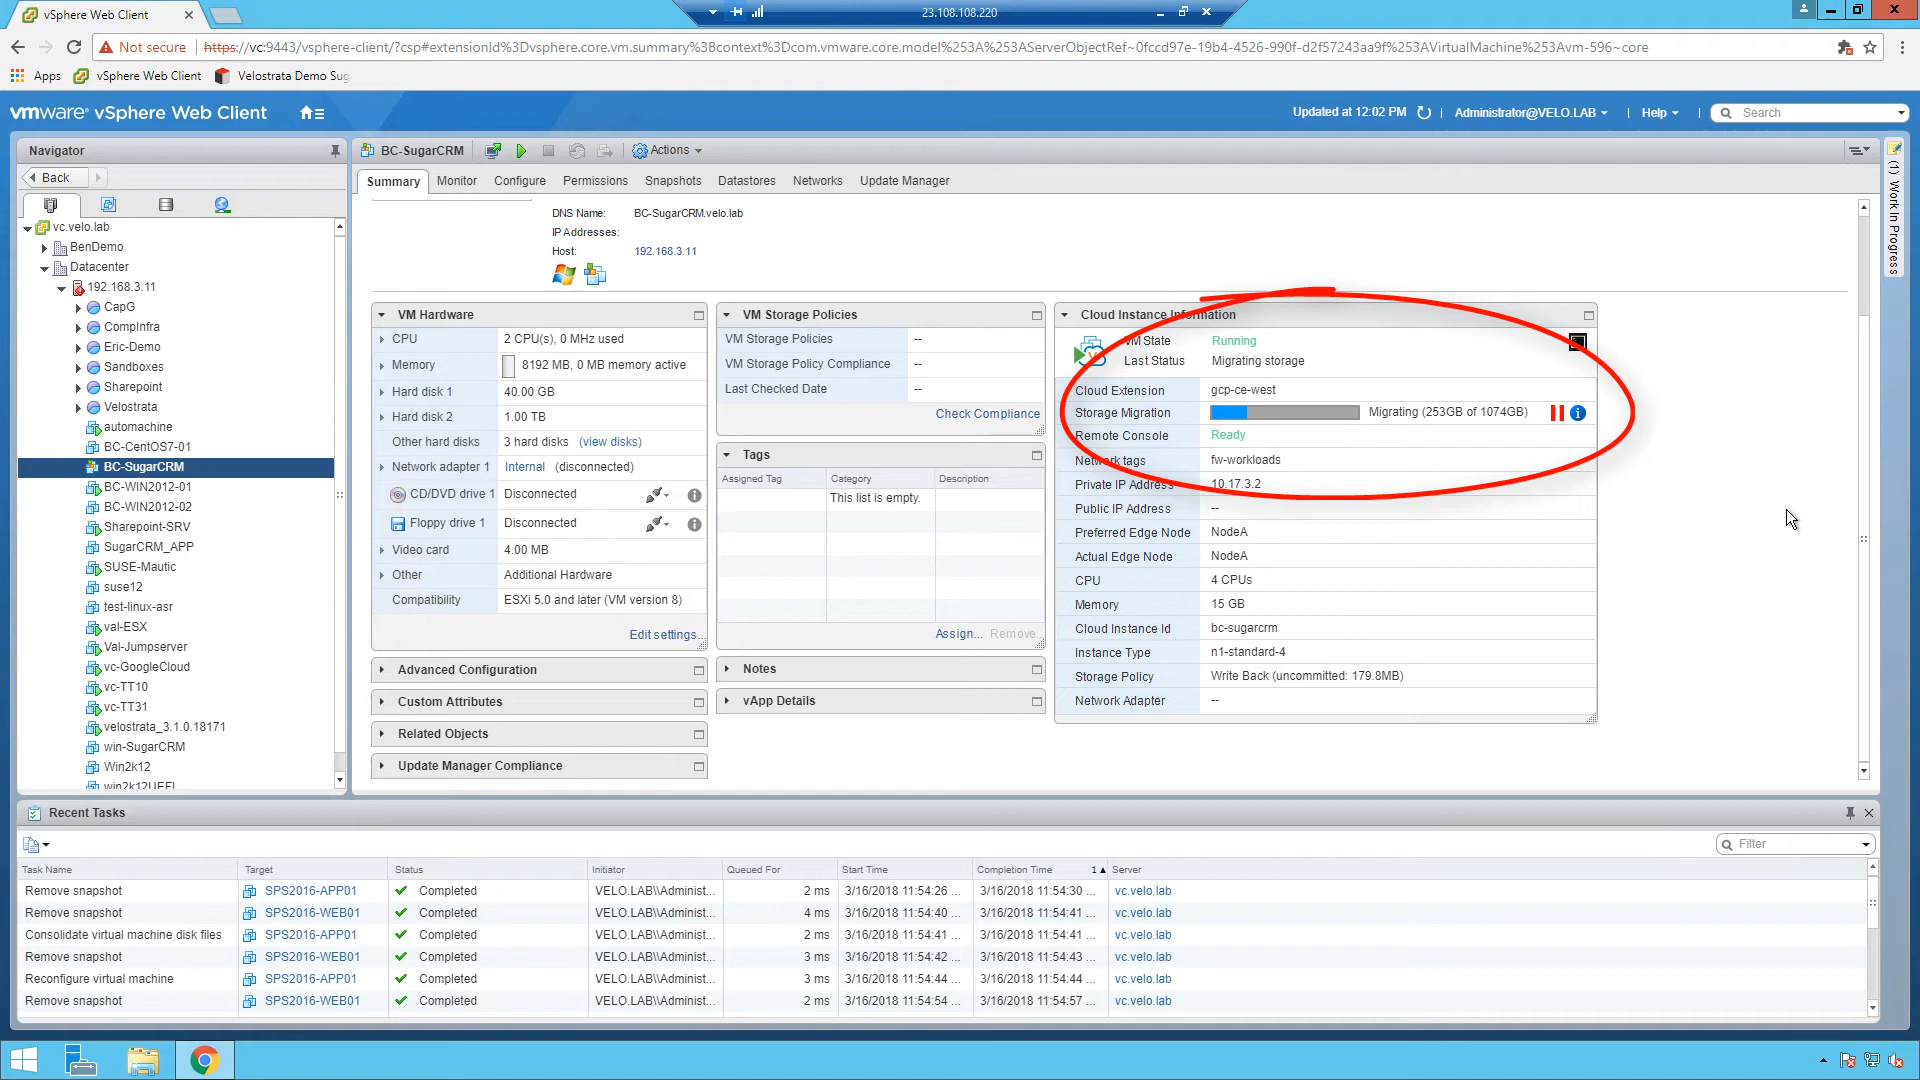 vSphere Web Client
23.108.108.220
Not secure https://vc:9443/vsphere-client/?csp#extensionId%3Dvsphere.core.vm.summary%3Bcontext%3Dcom.vmware.core.model%253A%253AServerObjectRef~0fccd97e-19b4-4526-990f-d2f57243aa9f%253AVirtualMachine%253Avm-596~core
Apps vSphere Web Client Velostrata Demo Sug
vmware® vSphere Web Client
Updated at 12:02 PM Administrator@VELO.LAB Help Search
Navigator
Back
vc.velo.lab
BenDemo
Datacenter
192.168.3.11
CapG
CompInfra
Eric-Demo
Sandboxes
Sharepoint
Velostrata
automachine
BC-CentOS7-01
BC-SugarCRM
BC-WIN2012-01
BC-WIN2012-02
Sharepoint-SRV
SugarCRM_APP
SUSE-Mautic
suse12
test-linux-asr
val-ESX
Val-Jumpserver
vc-GoogleCloud
vc-TT10
vc-TT31
velostrata_3.1.0.18171
win-SugarCRM
Win2k12
win2k12UEFI
BC-SugarCRM Actions
Summary Monitor Configure Permissions Snapshots Datastores Networks Update Manager
DNS Name: BC-SugarCRM.velo.lab
IP Addresses:
Host: 192.168.3.11
VM Hardware
CPU 2 CPU(s), 0 MHz used
Memory 8192 MB, 0 MB memory active
Hard disk 1 40.00 GB
Hard disk 2 1.00 TB
Other hard disks 3 hard disks (view disks)
Network adapter 1 Internal (disconnected)
CD/DVD drive 1 Disconnected
Floppy drive 1 Disconnected
Video card 4.00 MB
Other Additional Hardware
Compatibility ESXi 5.0 and later (VM version 8)
Edit settings...
Advanced Configuration
Custom Attributes
Related Objects
Update Manager Compliance
VM Storage Policies
VM Storage Policies --
VM Storage Policy Compliance --
Last Checked Date --
Check Compliance
Tags
Assigned Tag Category Description
This list is empty.
Assign... Remove...
Notes
vApp Details
Cloud Instance Information
VM State Running
Last Status Migrating storage
Cloud Extension gcp-ce-west
Storage Migration Migrating (253GB of 1074GB)
Remote Console Ready
Network tags fw-workloads
Private IP Address 10.17.3.2
Public IP Address --
Preferred Edge Node NodeA
Actual Edge Node NodeA
CPU 4 CPUs
Memory 15 GB
Cloud Instance Id bc-sugarcrm
Instance Type n1-standard-4
Storage Policy Write Back (uncommitted: 179.8MB)
Network Adapter --
(1) Work In Progress
Recent Tasks
Filter
Task Name Target Status Initiator Queued For Start Time Completion Time 1 ▲ Server
Remove snapshot SPS2016-APP01 Completed VELO.LAB\\Administ... 2 ms 3/16/2018 11:54:26 ... 3/16/2018 11:54:30 ... vc.velo.lab
Remove snapshot SPS2016-WEB01 Completed VELO.LAB\\Administ... 4 ms 3/16/2018 11:54:40 ... 3/16/2018 11:54:41 ... vc.velo.lab
Consolidate virtual machine disk files SPS2016-APP01 Completed VELO.LAB\\Administ... 2 ms 3/16/2018 11:54:41 ... 3/16/2018 11:54:41 ... vc.velo.lab
Remove snapshot SPS2016-WEB01 Completed VELO.LAB\\Administ... 3 ms 3/16/2018 11:54:42 ... 3/16/2018 11:54:43 ... vc.velo.lab
Reconfigure virtual machine SPS2016-APP01 Completed VELO.LAB\\Administ... 3 ms 3/16/2018 11:54:44 ... 3/16/2018 11:54:44 ... vc.velo.lab
Remove snapshot SPS2016-WEB01 Completed VELO.LAB\\Administ... 2 ms 3/16/2018 11:54:54 ... 3/16/2018 11:54:57 ... vc.velo.lab